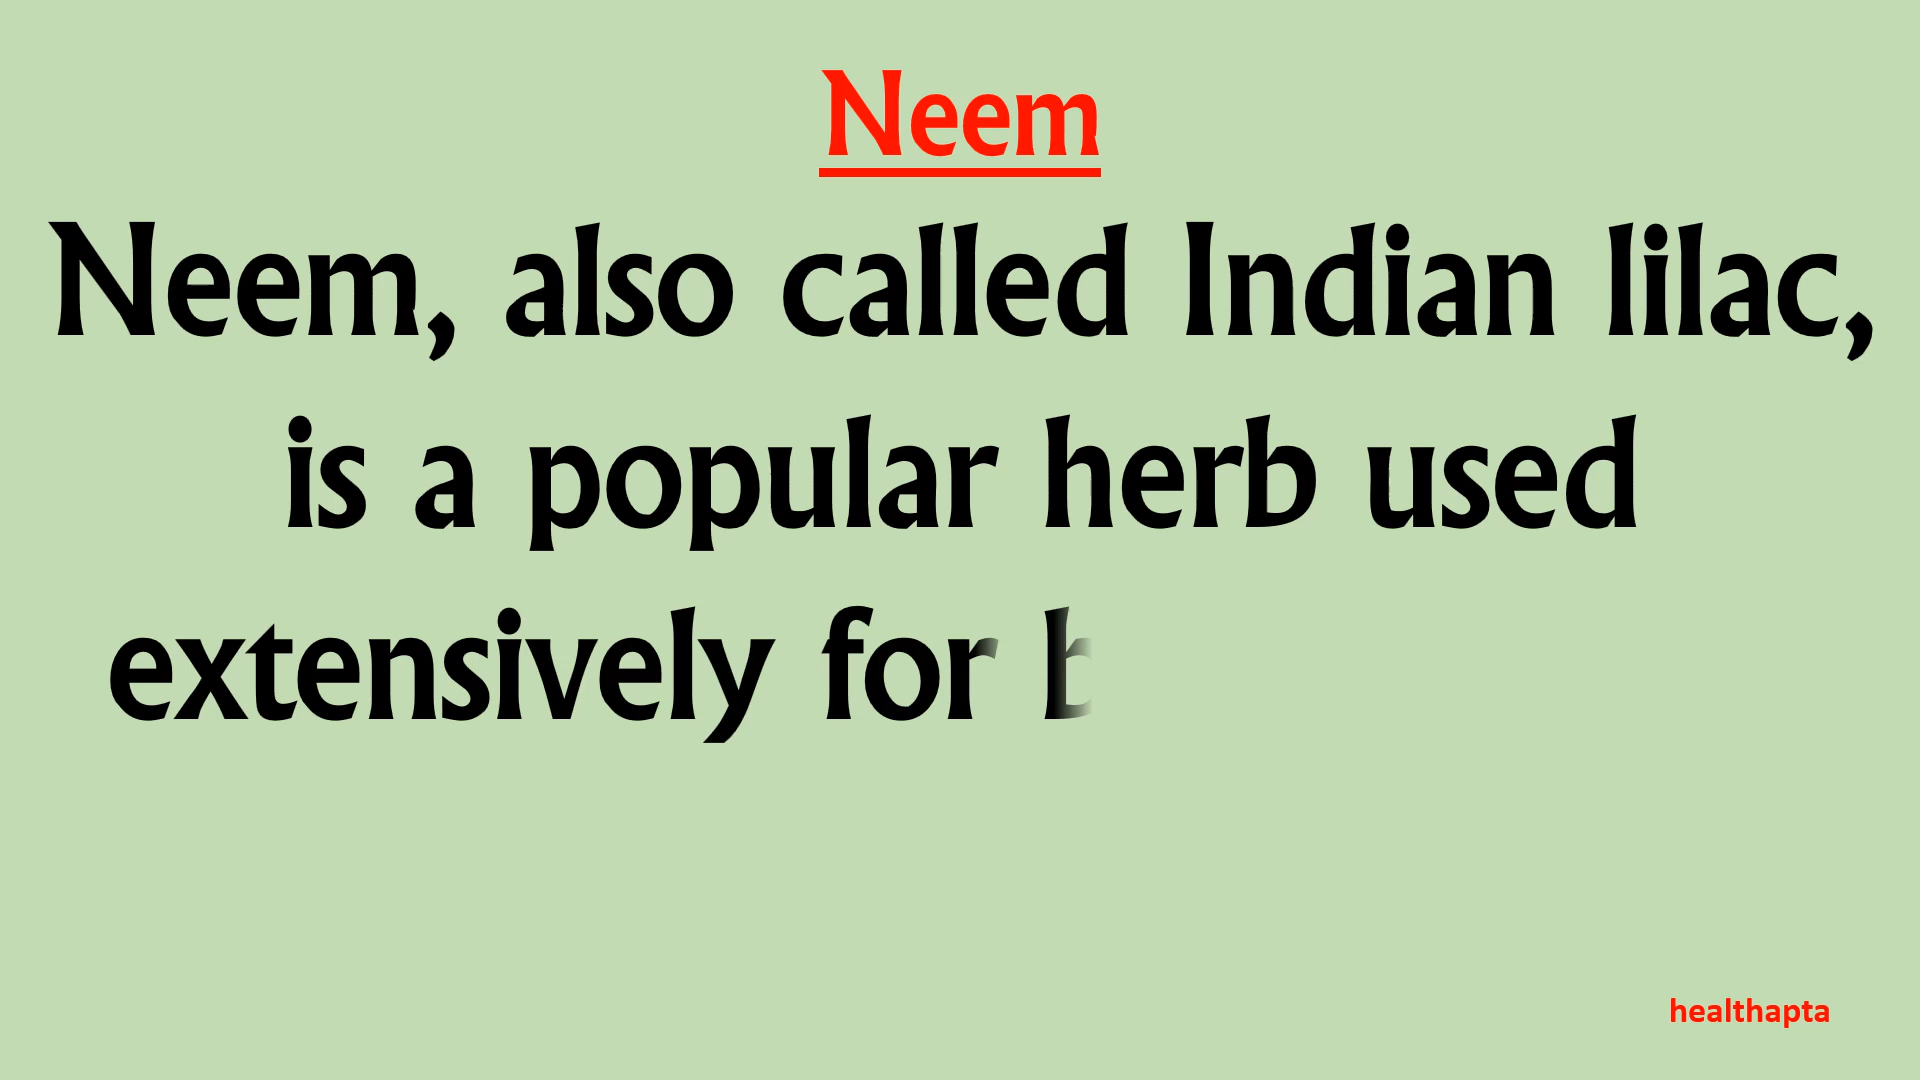 Neem
Neem, also called Indian lilac,
is a popular herb used
extensively for
healthapta